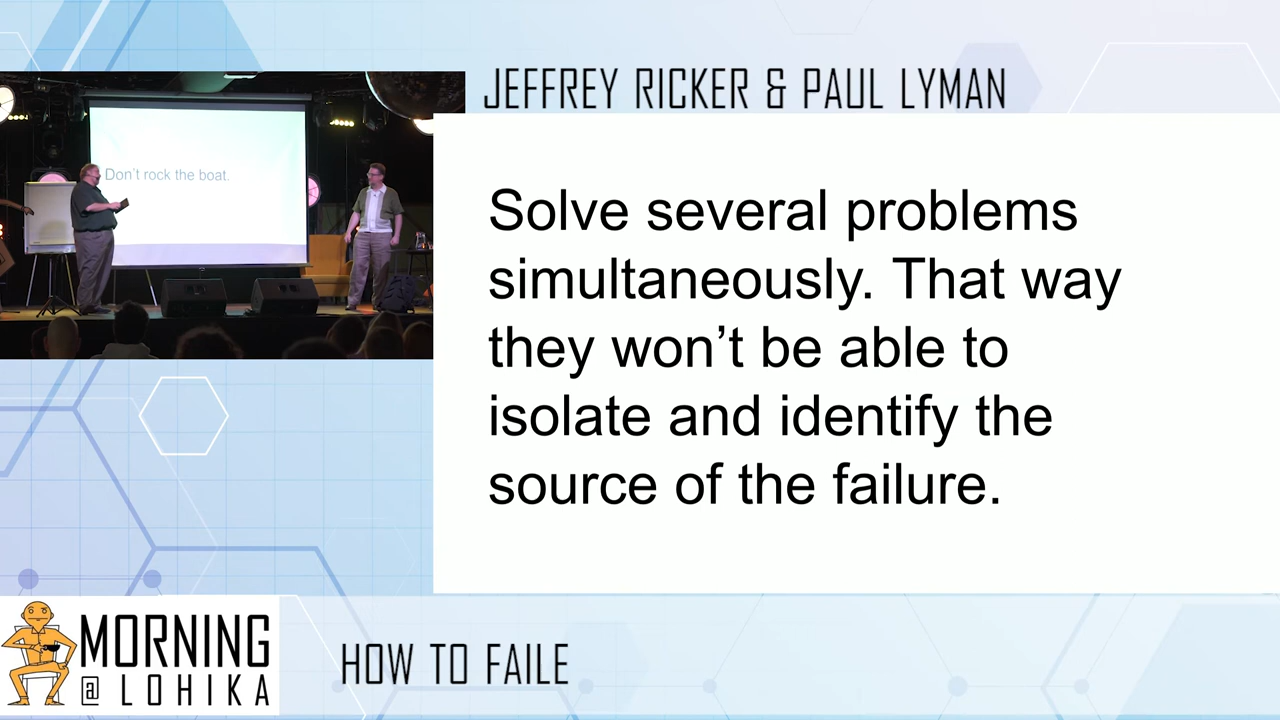 JEFFREY RICKER & PAUL LYMAN
Don't rock the boat.
Solve several problems
simultaneously. That way
they won’t be able to
isolate and identify the
source of the failure.
MORNING
@ LOHIKA
HOW TO FAILE